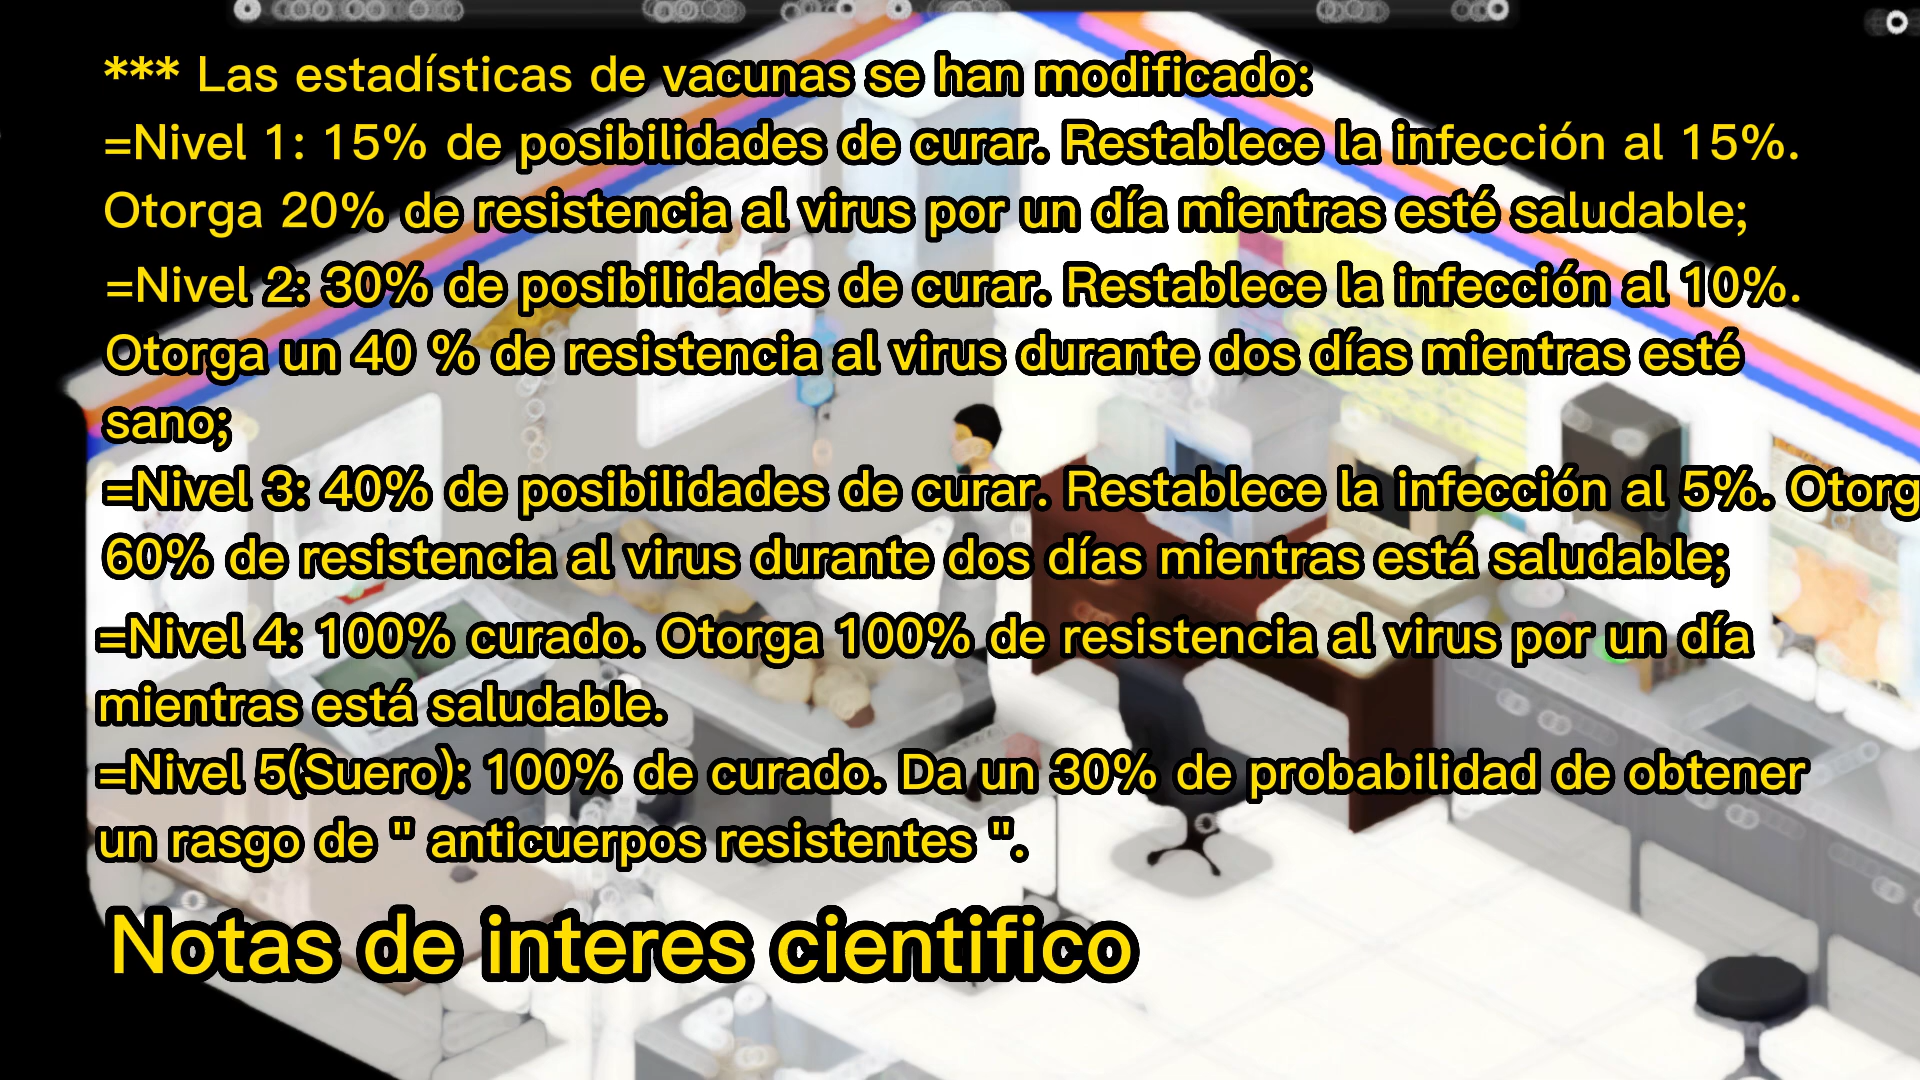 *** Las estadísticas de vacunas se han modificado:
=Nivel 1: 15% de posibilidades de curar. Restablece la infección al 15%.
Otorga 20% de resistencia al virus por un día mientras esté saludable;
=Nivel 2: 30% de posibilidades de curar. Restablece la infección al 10%.
Otorga un 40 % de resistencia al virus durante dos días mientras esté
sano;
=Nivel 3: 40% de posibilidades de curar. Restablece la infección al 5%. Otorg
60% de resistencia al virus durante dos días mientras está saludable;
=Nivel 4: 100% curado. Otorga 100% de resistencia al virus por un día
mientras está saludable.
=Nivel 5(Suero): 100% de curado. Da un 30% de probabilidad de obtener
un rasgo de " anticuerpos resistentes ".
Notas de interes cientifico